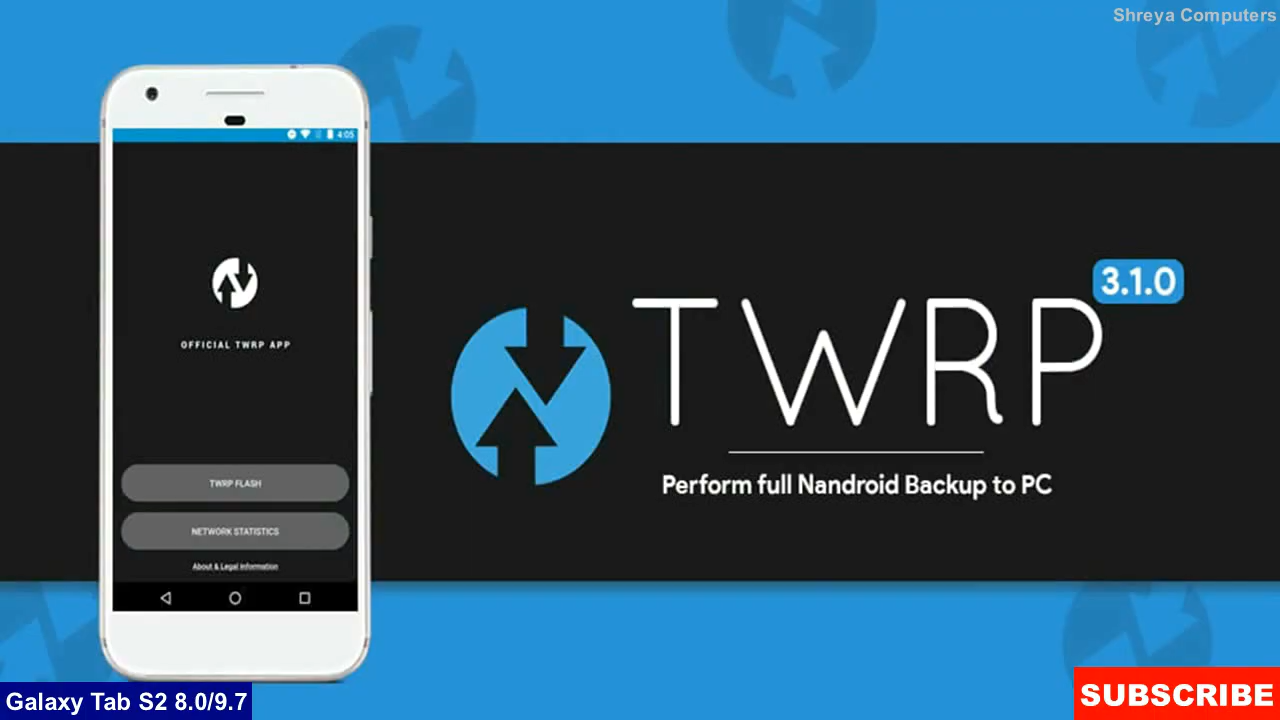 Shreya Computers
4:05
OFFICIAL TWRP APP
TWRP FLASH
NETWORK STATISTICS
About & Legal Information
TWRP
3.1.0
Perform full Nandroid Backup to PC
Galaxy Tab S2 8.0/9.7
SUBSCRIBE